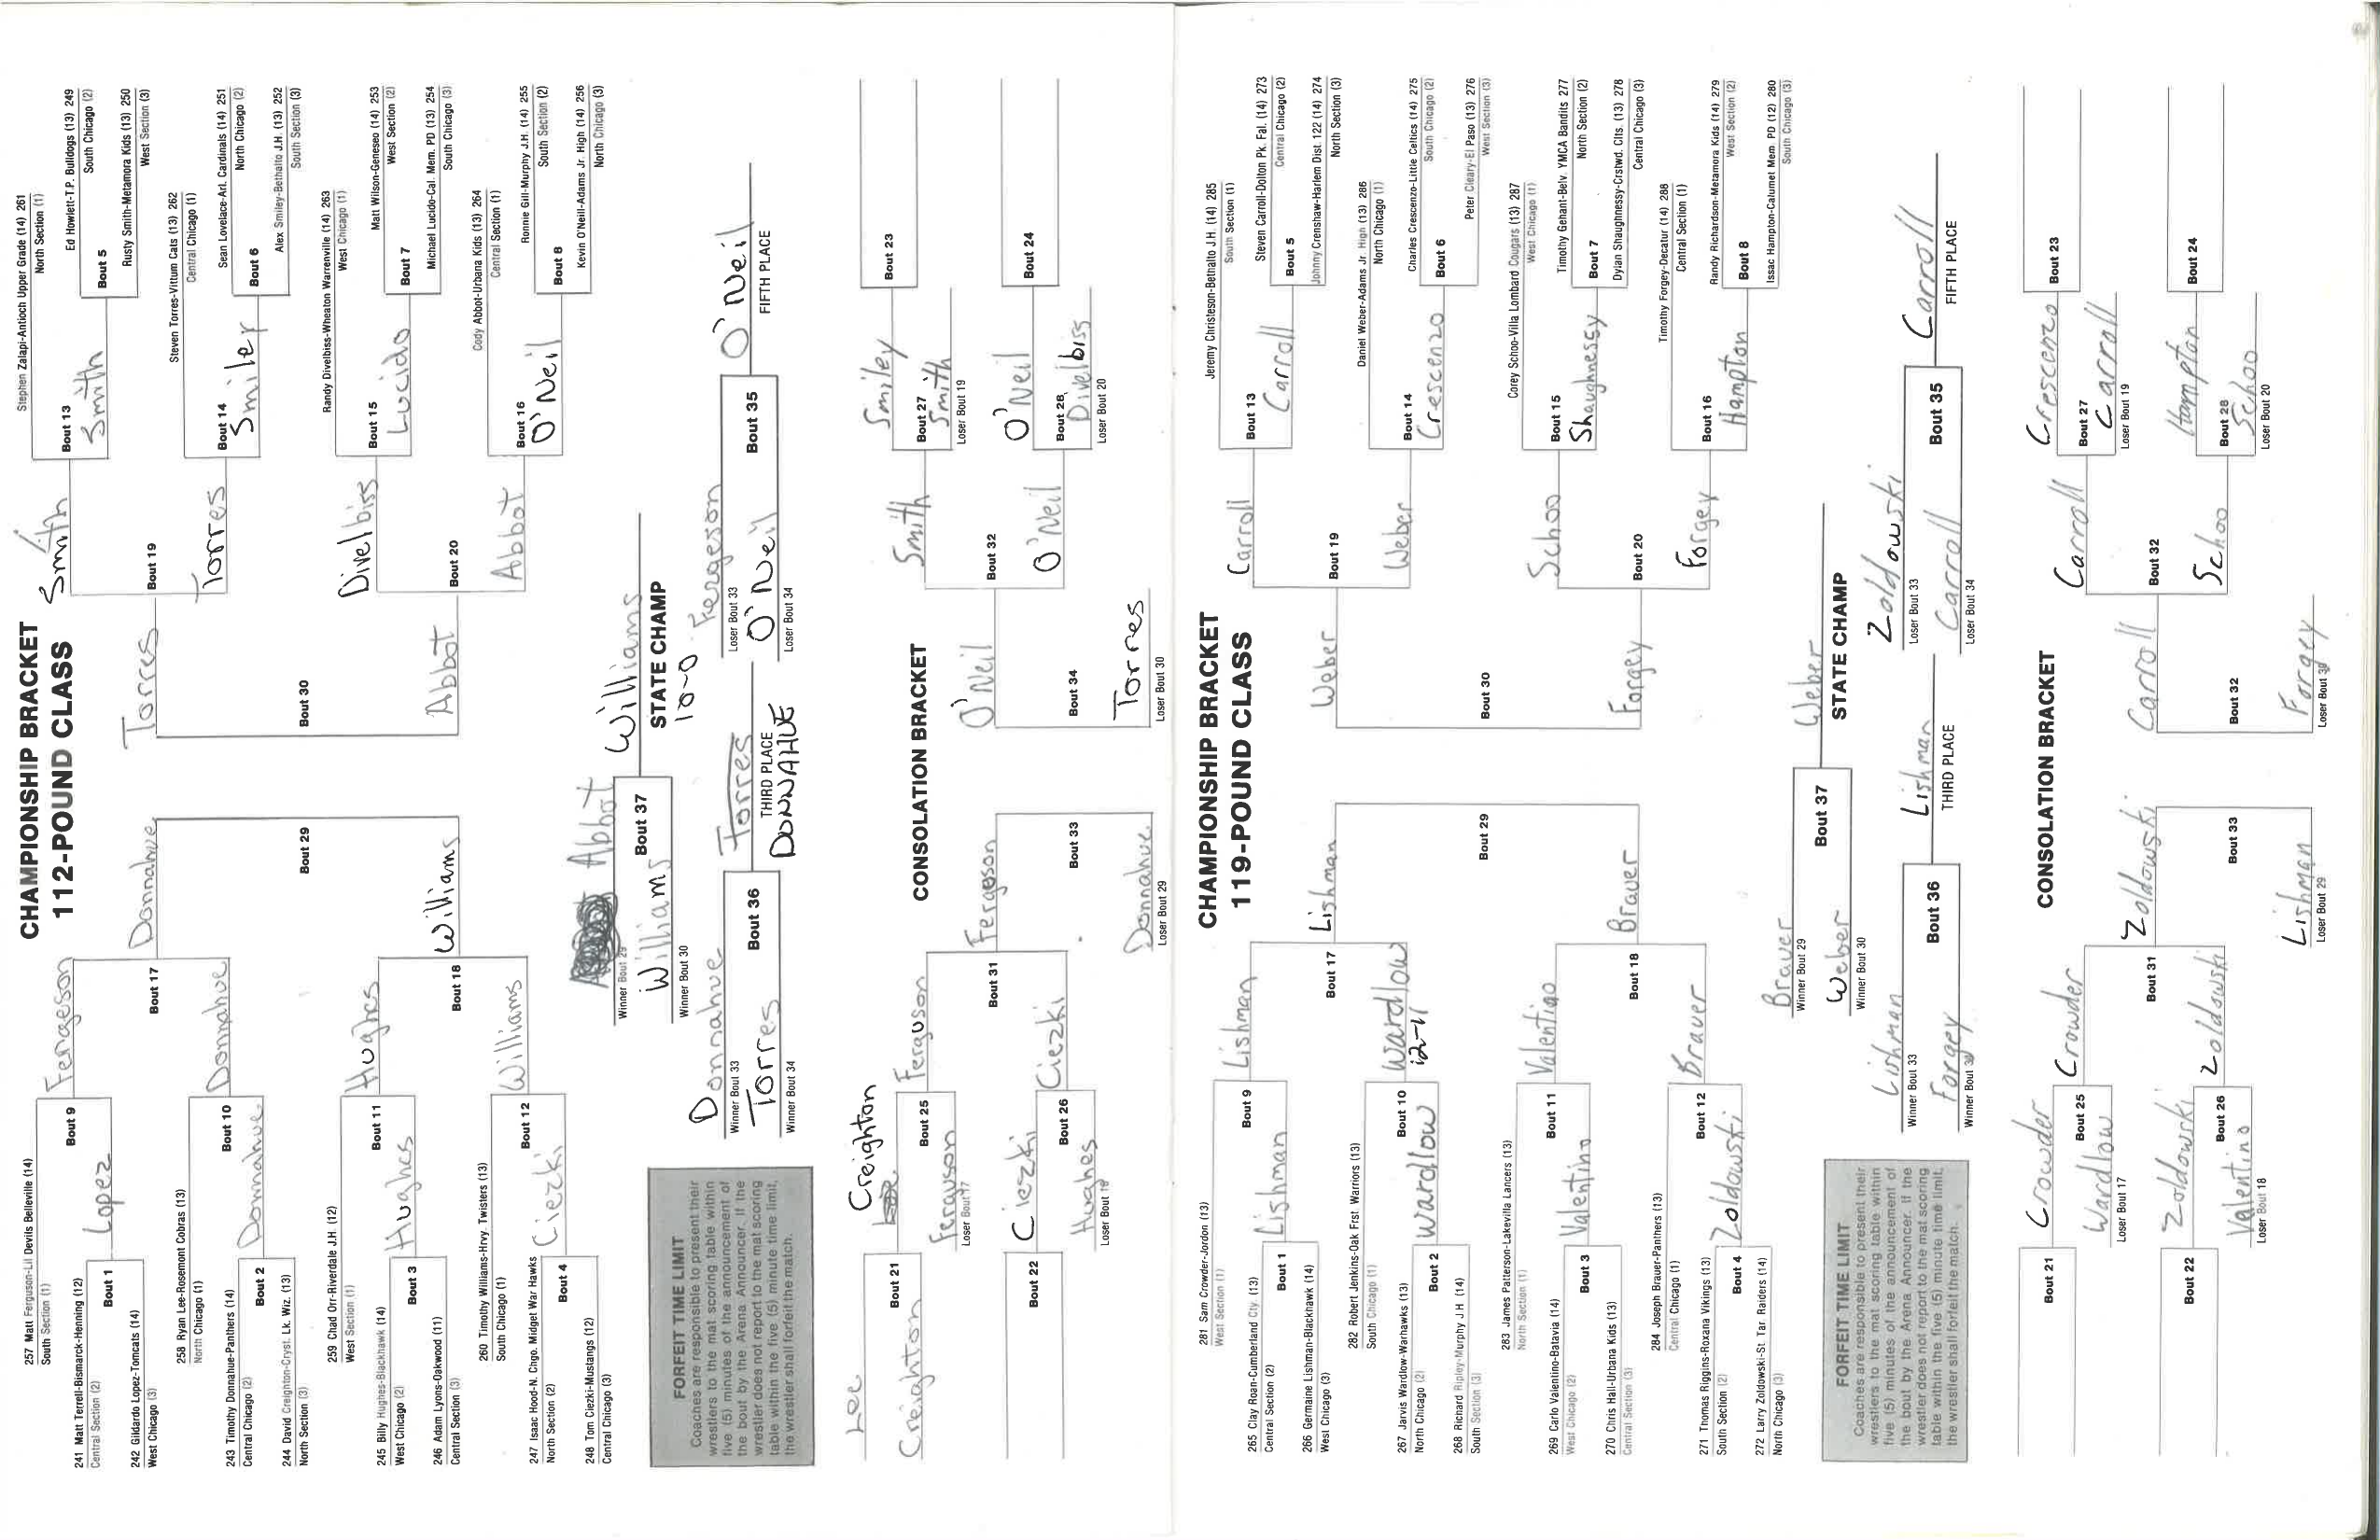 CHAMPIONSHIP BRACKET
112-POUND CLASS
257 Matt Ferguson-Lil Devils Belleville (14)
South Section (1)
Bout 9
Fergeson
241 Matt Terrell-Bismarck-Henning (12)
Central Section (2)
Bout 1
Lopez
242 Gildardo Lopez-Tomcats (14)
West Chicago (3)
Bout 17
Donnahue
258 Ryan Lee-Rosemont Cobras (13)
North Chicago (1)
Bout 10
Donnahue
243 Timothy Donnahue-Panthers (14)
Central Chicago (2)
Bout 2
Donnahue
244 David Creighton-Cryst. Lk. Wiz. (13)
North Section (3)
Bout 29
259 Chad Orr-Riverdale J.H. (12)
West Section (1)
Bout 11
Hughes
245 Billy Hughes-Blackhawk (14)
West Chicago (2)
Bout 3
Hughes
246 Adam Lyons-Oakwood (11)
Central Section (3)
Bout 18
Williams
260 Timothy Williams-Hrvy. Twisters (13)
South Chicago (1)
Bout 12
Williams
247 Isaac Hood-N. Chgo. Midget War Hawks
North Section (2)
Bout 4
Ciezki
248 Tom Ciezki-Mustangs (12)
Central Chicago (3)
Stephen Zalapi-Antioch Upper Grade (14) 261
North Section (1)
Bout 13
Smith
Ed Howlett-T.P. Bulldogs (13) 249
South Chicago (2)
Bout 5
Smith
Rusty Smith-Metamora Kids (13) 250
West Section (3)
Bout 19
Torres
Steven Torres-Vittum Cats (13) 262
Central Chicago (1)
Bout 14
Torres
Sean Lovelace-Arl. Cardinals (14) 251
North Chicago (2)
Bout 6
Smiley
Alex Smiley-Bethalto J.H. (13) 252
South Section (3)
Bout 30
Randy Divelbiss-Wheaton Warrenville (14) 263
West Chicago (1)
Bout 15
Divelbiss
Matt Wilson-Geneseo (14) 253
West Section (2)
Bout 7
Lucido
Michael Lucido-Cal. Mem. PD (13) 254
South Chicago (3)
Bout 20
Abbot
Cody Abbot-Urbana Kids (13) 264
Central Section (1)
Bout 16
Abbot
Ronnie Gill-Murphy J.H. (14) 255
South Section (2)
Bout 8
O'Neil
Kevin O'Neill-Adams Jr. High (14) 256
North Chicago (3)
Abbot
Winner Bout 29
Bout 37
Williams
Winner Bout 30
Williams
STATE CHAMP
10-0
Donnahue
Winner Bout 33
Bout 36
Torres
Winner Bout 34
Torres
THIRD PLACE
DONNAHUE
Fergeson
Loser Bout 33
Bout 35
O'Neil
Loser Bout 34
O'Neil
FIFTH PLACE
FORFEIT TIME LIMIT
Coaches are responsible to present their
wrestlers to the mat scoring table within
five (5) minutes of the announcement of
the bout by the Arena Announcer. If the
wrestler does not report to the mat scoring
table within the five (5) minute time limit,
the wrestler shall forfeit the match.
CONSOLATION BRACKET
Lee
Bout 21
Creighton
Creighton
Bout 25
Ferguson
Loser Bout 17
Ferguson
Bout 31
Bout 22
Ciezki
Bout 26
Hughes
Loser Bout 18
Ciezki
Fergeson
Bout 33
Donnahue
Loser Bout 29
Bout 23
Smiley
Bout 27
Smith
Loser Bout 19
Smith
Bout 32
Bout 24
O'Neil
Bout 28
Divelbiss
Loser Bout 20
O'Neil
O'Neil
Bout 34
Torres
Loser Bout 30
CHAMPIONSHIP BRACKET
119-POUND CLASS
281 Sam Crowder-Jordon (13)
West Section (1)
Bout 9
Lishman
265 Clay Roan-Cumberland Cty. (13)
Central Section (2)
Bout 1
Lishman
266 Germaine Lishman-Blackhawk (14)
West Chicago (3)
Bout 17
Lishman
282 Robert Jenkins-Oak Frst Warriors (13)
South Chicago (1)
Bout 10
Wardlow
12-11
267 Jarvis Wardlow-Warhawks (13)
North Chicago (2)
Bout 2
Wardlow
268 Richard Ripley-Murphy J.H (14)
South Section (3)
Bout 29
283 James Patterson-Lakevilla Lancers (13)
North Section (1)
Bout 11
Valentino
269 Carlo Valentino-Batavia (14)
West Chicago (2)
Bout 3
Valentino
270 Chris Hall-Urbana Kids (13)
Central Section (3)
Bout 18
Brauer
284 Joseph Brauer-Panthers (13)
Central Chicago (1)
Bout 12
Brauer
271 Thomas Riggins-Roxana Vikings (13)
South Section (2)
Bout 4
Zoldowski
272 Larry Zoldowski-St. Tar Raiders (14)
North Chicago (3)
Jeremy Christeson-Bethalto J.H. (14) 285
South Section (1)
Bout 13
Carroll
Steven Carroll-Dolton Pk. Fal. (14) 273
Central Chicago (2)
Bout 5
Carroll
Johnny Crenshaw-Harlem Dist. 122 (14) 274
North Section (3)
Bout 19
Weber
Daniel Weber-Adams Jr. High (13) 286
North Chicago (1)
Bout 14
Weber
Charles Crescenzo-Little Celtics (14) 275
South Chicago (2)
Bout 6
Crescenzo
Peter Cleary-El Paso (13) 276
West Section (3)
Bout 30
Corey Schoo-Villa Lombard Cougars (13) 287
West Chicago (1)
Bout 15
Schoo
Timothy Gehant-Belv. YMCA Bandits 277
North Section (2)
Bout 7
Shaughnessy
Dylan Shaughnessy-Crstwd. Clts. (13) 278
Central Chicago (3)
Bout 20
Forgey
Timothy Forgey-Decatur (14) 288
Central Section (1)
Bout 16
Forgey
Randy Richardson-Metamora Kids (14) 279
West Section (2)
Bout 8
Hampton
Issac Hampton-Calumet Mem. PD (12) 280
South Chicago (3)
Brauer
Winner Bout 29
Bout 37
Weber
Winner Bout 30
Weber
STATE CHAMP
Lishman
Winner Bout 33
Bout 36
Forgey
Winner Bout 34
Lishman
THIRD PLACE
Zoldowski
Loser Bout 33
Bout 35
Carroll
Loser Bout 34
Carroll
FIFTH PLACE
FORFEIT TIME LIMIT
Coaches are responsible to present their
wrestlers to the mat scoring table within
five (5) minutes of the announcement of
the bout by the Arena Announcer. If the
wrestler does not report to the mat scoring
table within the five (5) minute time limit,
the wrestler shall forfeit the match.
CONSOLATION BRACKET
Bout 21
Crowder
Bout 25
Wardlow
Loser Bout 17
Crowder
Bout 31
Bout 22
Zoldowski
Bout 26
Valentino
Loser Bout 18
Zoldowski
Zoldowski
Bout 33
Lishman
Loser Bout 29
Bout 23
Crescenzo
Bout 27
Carroll
Loser Bout 19
Carroll
Bout 32
Bout 24
Hampton
Bout 28
Schoo
Loser Bout 20
Schoo
Carroll
Bout 32
Forgey
Loser Bout 30